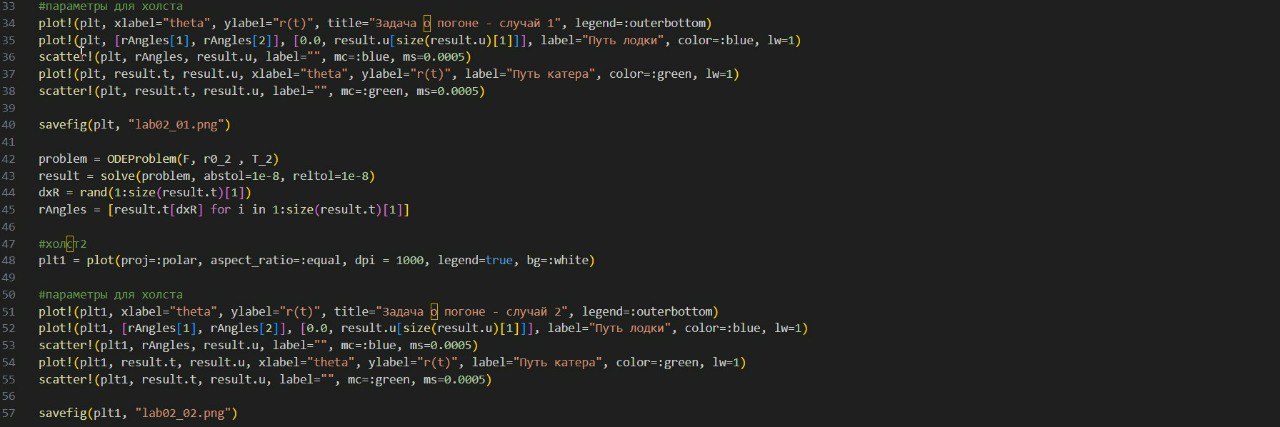 33 #параметры для холста
34 plot!(plt, xlabel="theta", ylabel="r(t)", title="Задача о погоне - случай 1", legend=:outerbottom)
35 plot!(plt, [rAngles[1], rAngles[2]], [0.0, result.u[size(result.u)[1]]], label="Путь лодки", color=:blue, lw=1)
36 scatter!(plt, rAngles, result.u, label="", mc=:blue, ms=0.0005)
37 plot!(plt, result.t, result.u, xlabel="theta", ylabel="r(t)", label="Путь катера", color=:green, lw=1)
38 scatter!(plt, result.t, result.u, label="", mc=:green, ms=0.0005)
39
40 savefig(plt, "lab02_01.png")
41
42 problem = ODEProblem(F, r0_2 , T_2)
43 result = solve(problem, abstol=1e-8, reltol=1e-8)
44 dxR = rand(1:size(result.t)[1])
45 rAngles = [result.t[dxR] for i in 1:size(result.t)[1]]
46
47 #холст2
48 plt1 = plot(proj=:polar, aspect_ratio=:equal, dpi = 1000, legend=true, bg=:white)
49
50 #параметры для холста
51 plot!(plt1, xlabel="theta", ylabel="r(t)", title="Задача о погоне - случай 2", legend=:outerbottom)
52 plot!(plt1, [rAngles[1], rAngles[2]], [0.0, result.u[size(result.u)[1]]], label="Путь лодки", color=:blue, lw=1)
53 scatter!(plt1, rAngles, result.u, label="", mc=:blue, ms=0.0005)
54 plot!(plt1, result.t, result.u, xlabel="theta", ylabel="r(t)", label="Путь катера", color=:green, lw=1)
55 scatter!(plt1, result.t, result.u, label="", mc=:green, ms=0.0005)
56
57 savefig(plt1, "lab02_02.png")